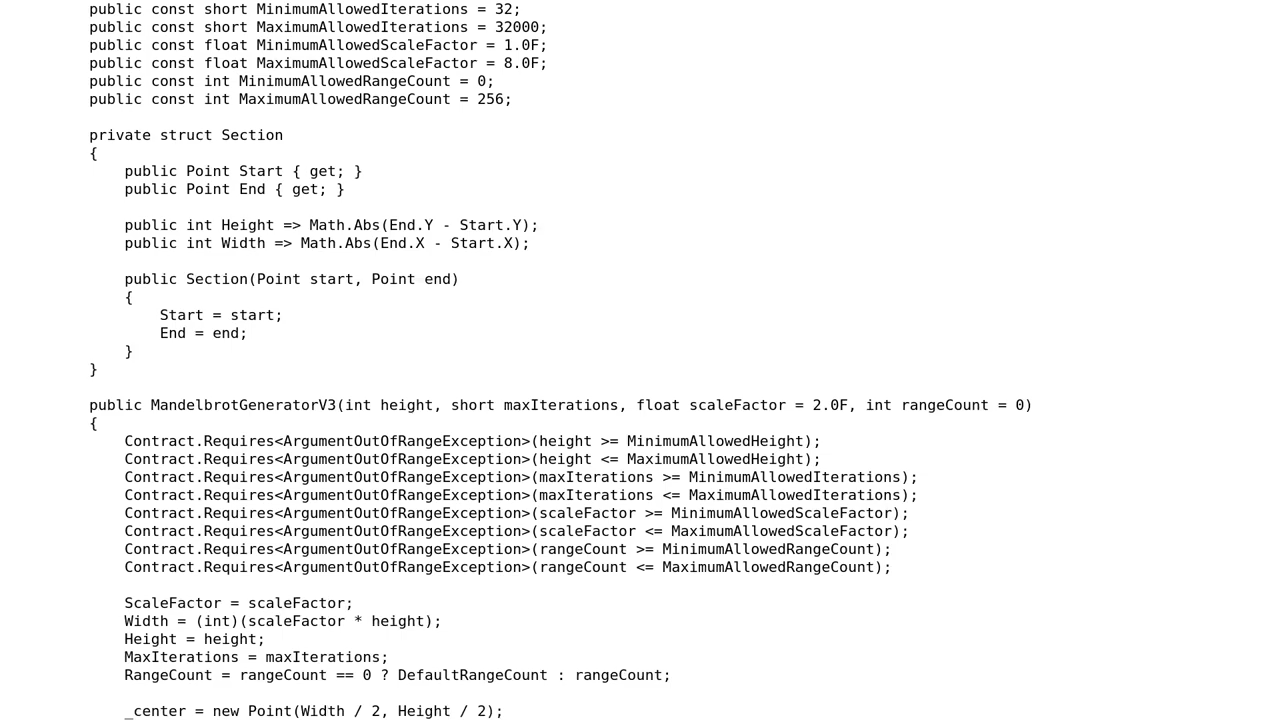 public const short MinimumAllowedIterations = 32;
public const short MaximumAllowedIterations = 32000;
public const float MinimumAllowedScaleFactor = 1.0F;
public const float MaximumAllowedScaleFactor = 8.0F;
public const int MinimumAllowedRangeCount = 0;
public const int MaximumAllowedRangeCount = 256;

private struct Section
{
    public Point Start { get; }
    public Point End { get; }

    public int Height => Math.Abs(End.Y - Start.Y);
    public int Width => Math.Abs(End.X - Start.X);

    public Section(Point start, Point end)
    {
        Start = start;
        End = end;
    }
}

public MandelbrotGeneratorV3(int height, short maxIterations, float scaleFactor = 2.0F, int rangeCount = 0)
{
    Contract.Requires<ArgumentOutOfRangeException>(height >= MinimumAllowedHeight);
    Contract.Requires<ArgumentOutOfRangeException>(height <= MaximumAllowedHeight);
    Contract.Requires<ArgumentOutOfRangeException>(maxIterations >= MinimumAllowedIterations);
    Contract.Requires<ArgumentOutOfRangeException>(maxIterations <= MaximumAllowedIterations);
    Contract.Requires<ArgumentOutOfRangeException>(scaleFactor >= MinimumAllowedScaleFactor);
    Contract.Requires<ArgumentOutOfRangeException>(scaleFactor <= MaximumAllowedScaleFactor);
    Contract.Requires<ArgumentOutOfRangeException>(rangeCount >= MinimumAllowedRangeCount);
    Contract.Requires<ArgumentOutOfRangeException>(rangeCount <= MaximumAllowedRangeCount);

    ScaleFactor = scaleFactor;
    Width = (int)(scaleFactor * height);
    Height = height;
    MaxIterations = maxIterations;
    RangeCount = rangeCount == 0 ? DefaultRangeCount : rangeCount;

    _center = new Point(Width / 2, Height / 2);